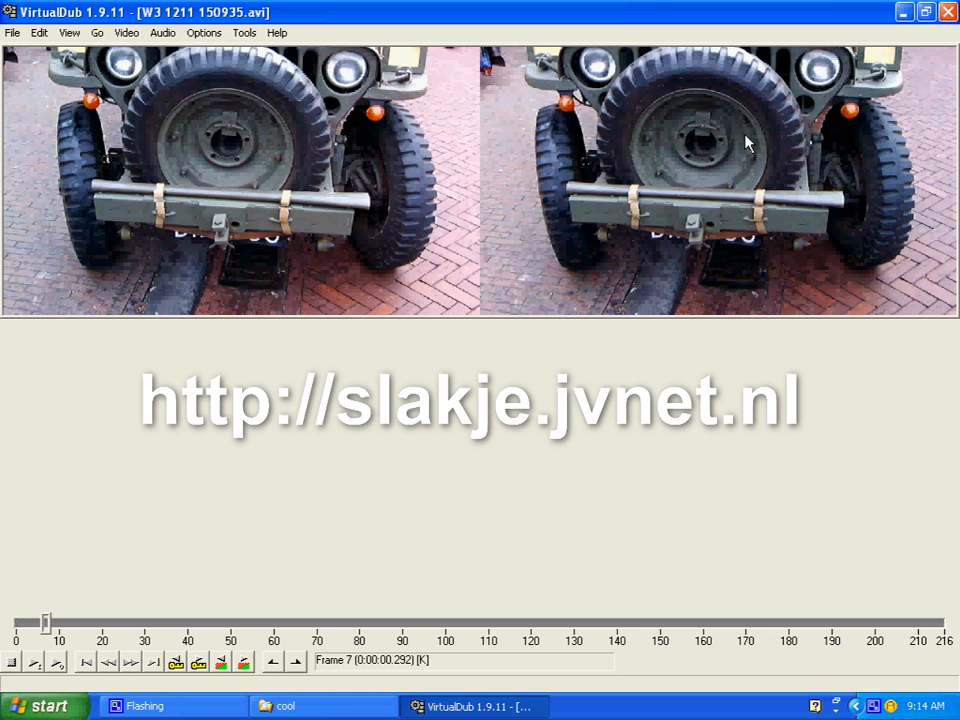 VirtualDub 1.9.11 - [W3 1211 150935.avi]
File Edit View Go Video Audio Options Tools Help
http://slakje.jvnet.nl
0 10 20 30 40 50 60 70 80 90 100 110 120 130 140 150 160 170 180 190 200 210 216
Frame 7 (0:00:00.292) [K]
start Flashing cool VirtualDub 1.9.11 - [... 9:14 AM